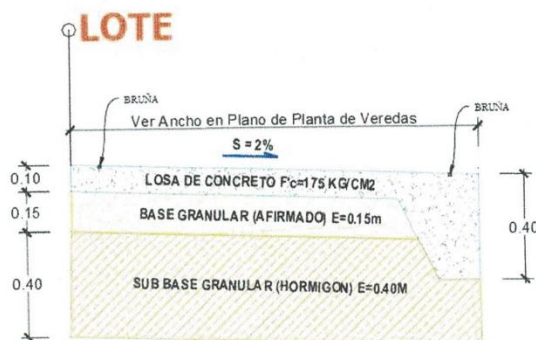 LOTE
BRUÑA
BRUÑA
Ver Ancho en Plano de Planta de Veredas
S = 2%
0.10
LOSA DE CONCRETO F'c=175 KG/CM2
0.15
BASE GRANULAR (AFIRMADO) E=0.15m
0.40
0.40
SUB BASE GRANULAR (HORMIGON) E=0.40M